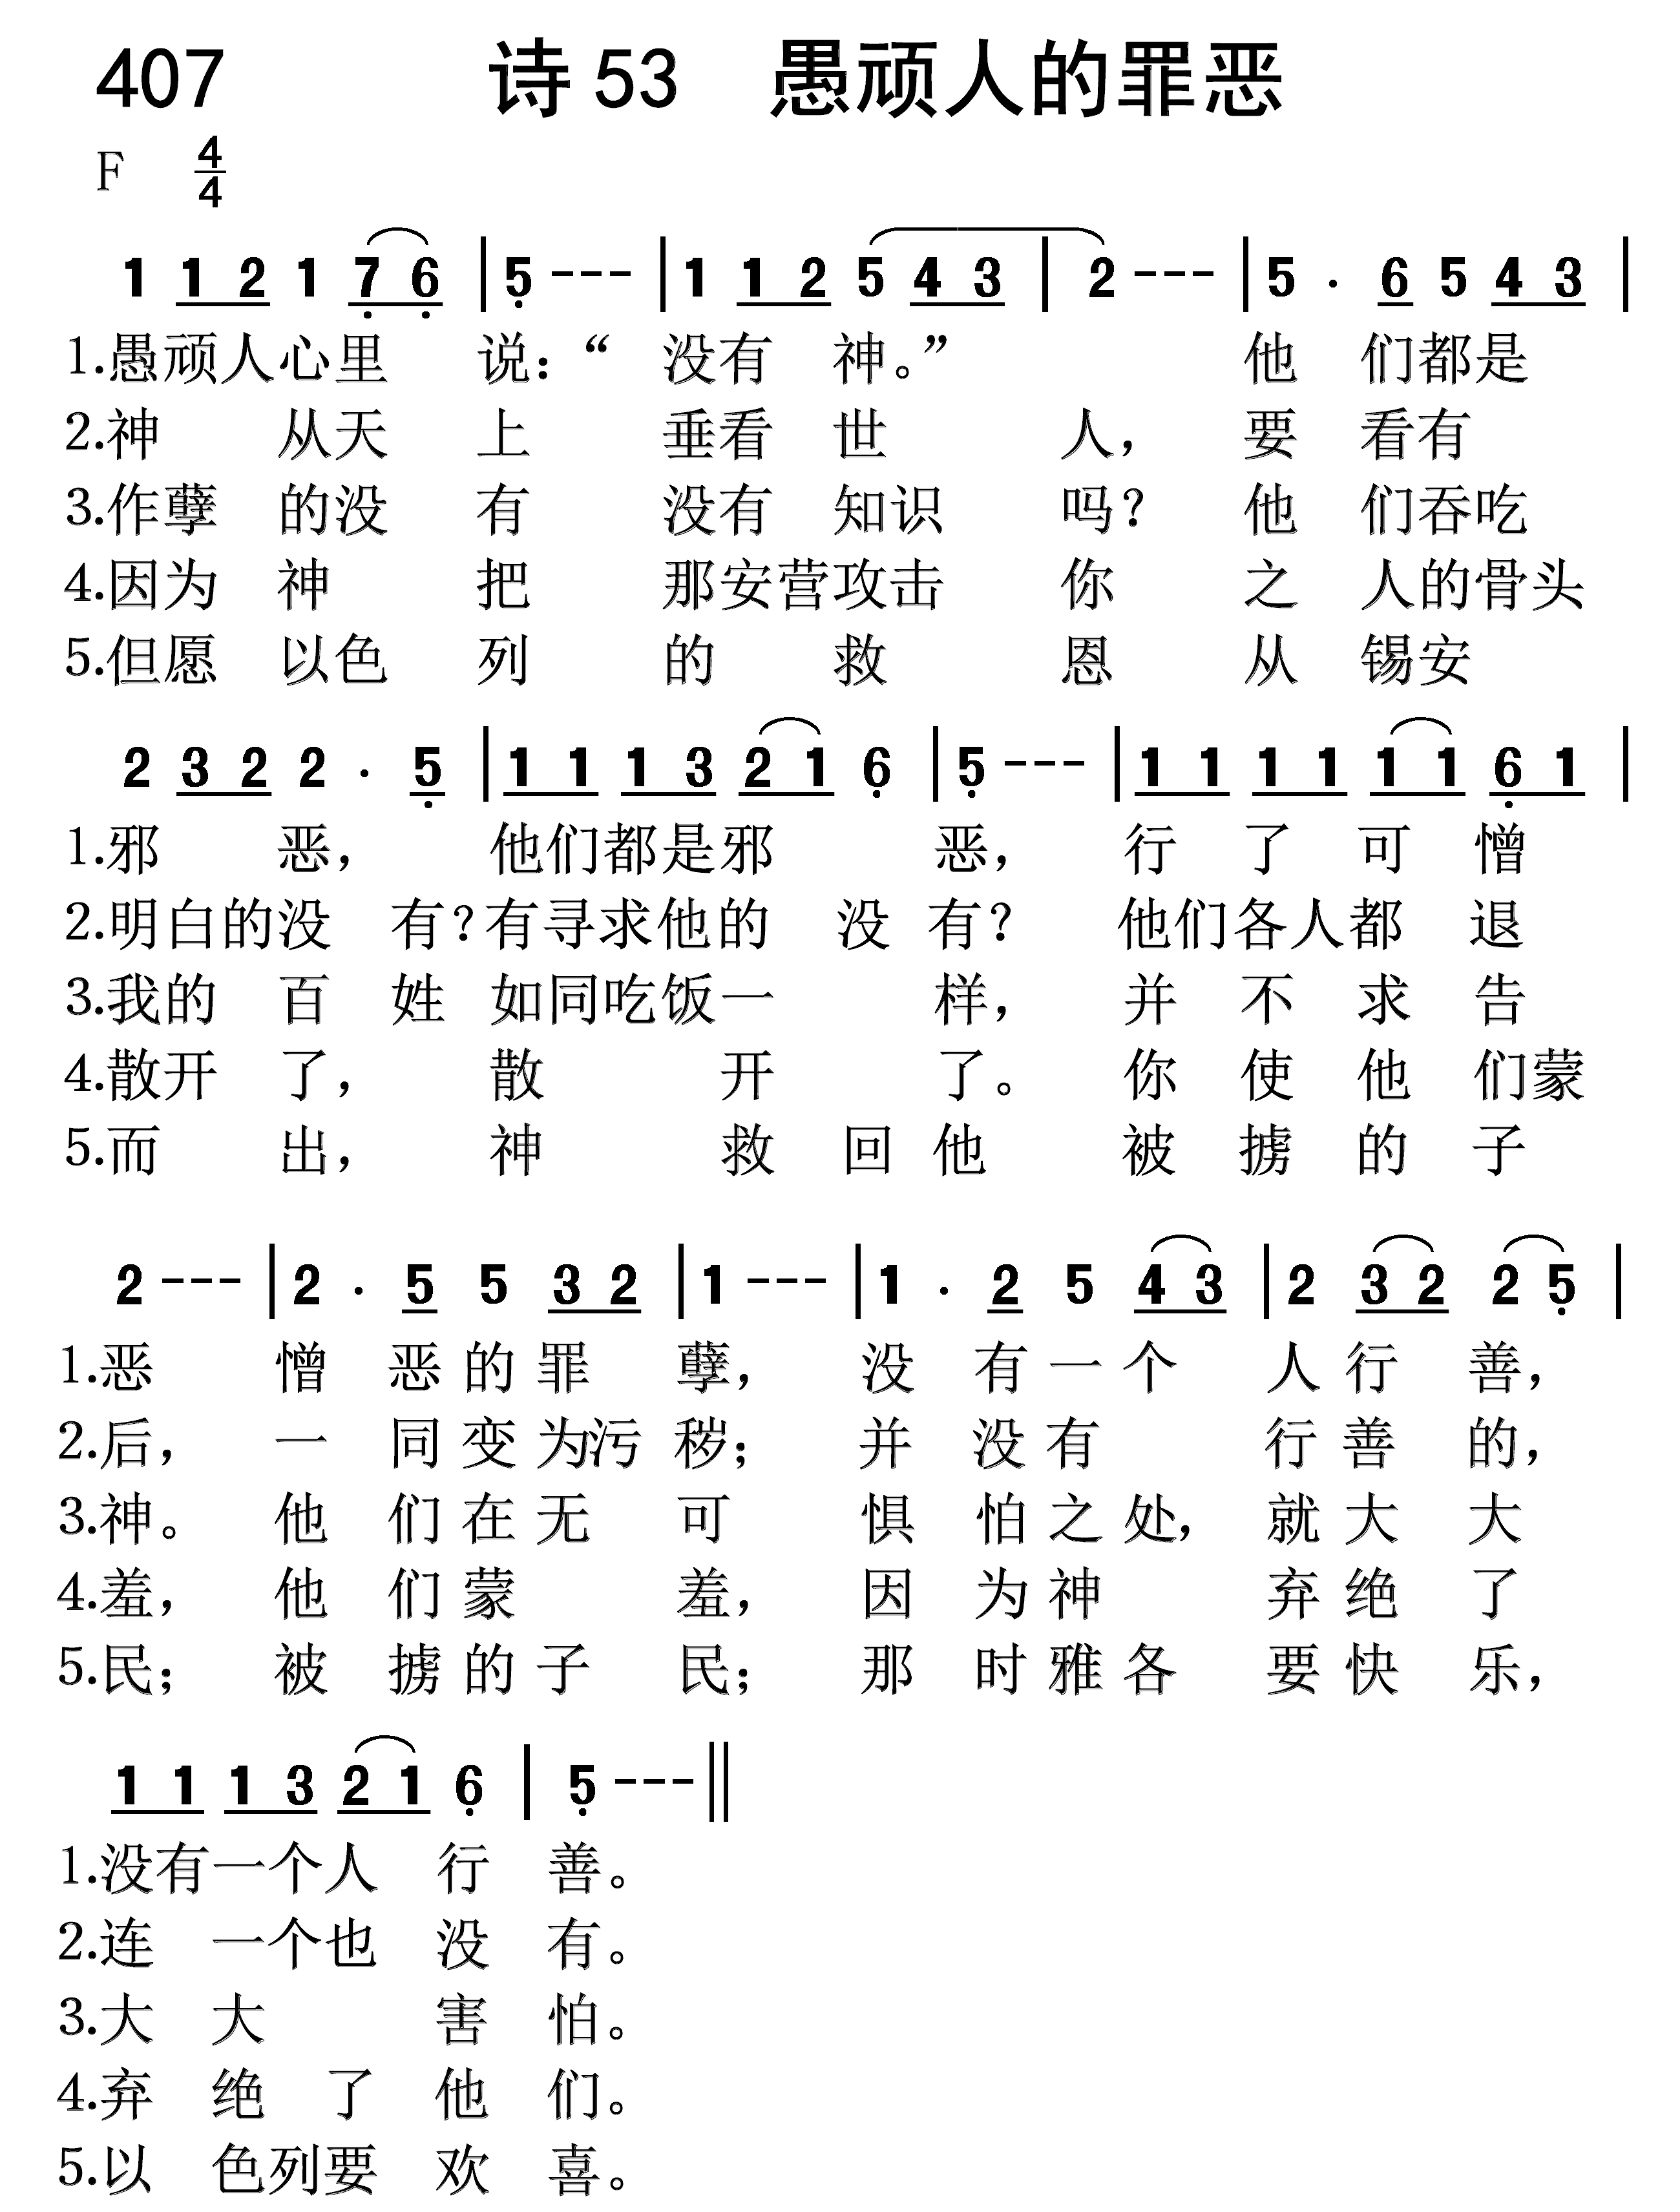 407 诗53 愚顽人的罪恶
F 4/4
1 1 2 1 7 6 | 5 - - - | 1 1 2 5 4 3 | 2 - - - | 5 . 6 5 4 3 |
1.愚顽人心里 说：“ 没有 神。” 他 们都是
2.神 从天 上 垂看 世 人， 要 看有
3.作孽 的没 有 没有 知识 吗？ 他 们吞吃
4.因为 神 把 那安营攻击 你 之 人的骨头
5.但愿 以色 列 的 救 恩 从 锡安
2 3 2 2 . 5 | 1 1 1 3 2 1 6 | 5 - - - | 1 1 1 1 1 1 6 1 |
1.邪 恶， 他们都是邪 恶， 行 了 可 憎
2.明白的没 有？有寻求他的 没 有？ 他们各人都 退
3.我的 百 姓 如同吃饭一 样， 并 不 求 告
4.散开 了， 散 开 了。 你 使 他 们蒙
5.而 出， 神 救 回 他 被 掳 的 子
2 - - - | 2 . 5 5 3 2 | 1 - - - | 1 . 2 5 4 3 | 2 3 2 2 5 |
1.恶 憎 恶 的 罪 孽， 没 有 一 个 人 行 善，
2.后， 一 同 变 为污 秽； 并 没 有 行 善 的，
3.神。 他 们 在 无 可 惧 怕 之 处， 就 大 大
4.羞， 他 们 蒙 羞， 因 为 神 弃 绝 了
5.民； 被 掳 的 子 民； 那 时 雅 各 要 快 乐，
1 1 1 3 2 1 6 | 5 - - - ||
1.没有一个人 行 善。
2.连 一个也 没 有。
3.大 大 害 怕。
4.弃 绝 了 他 们。
5.以 色列要 欢 喜。